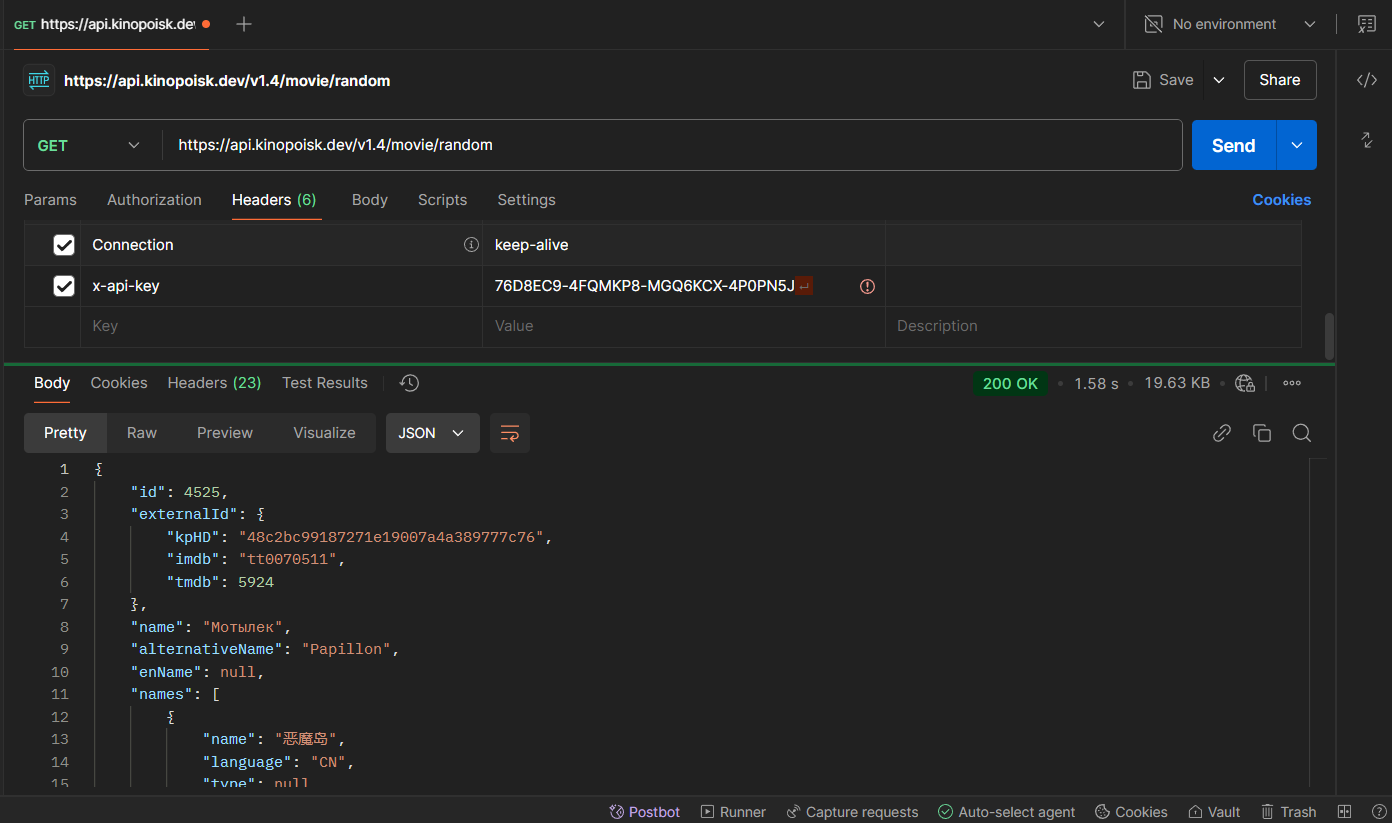 GET https://api.kinopoisk.de
No environment
HTTP https://api.kinopoisk.dev/v1.4/movie/random
Save
Share
GET https://api.kinopoisk.dev/v1.4/movie/random
Send
Params Authorization Headers (6) Body Scripts Settings
Cookies
Connection keep-alive
x-api-key 76D8EC9-4FQMKP8-MGQ6KCX-4P0PN5J
Key Value Description
Body Cookies Headers (23) Test Results
200 OK • 1.58 s • 19.63 KB
Pretty Raw Preview Visualize JSON
1 {
2 "id": 4525,
3 "externalId": {
4 "kpHD": "48c2bc99187271e19007a4a389777c76",
5 "imdb": "tt0070511",
6 "tmdb": 5924
7 },
8 "name": "Мотылек",
9 "alternativeName": "Papillon",
10 "enName": null,
11 "names": [
12 {
13 "name": "恶魔岛",
14 "language": "CN",
15 "type": null
Postbot Runner Capture requests Auto-select agent Cookies Vault Trash